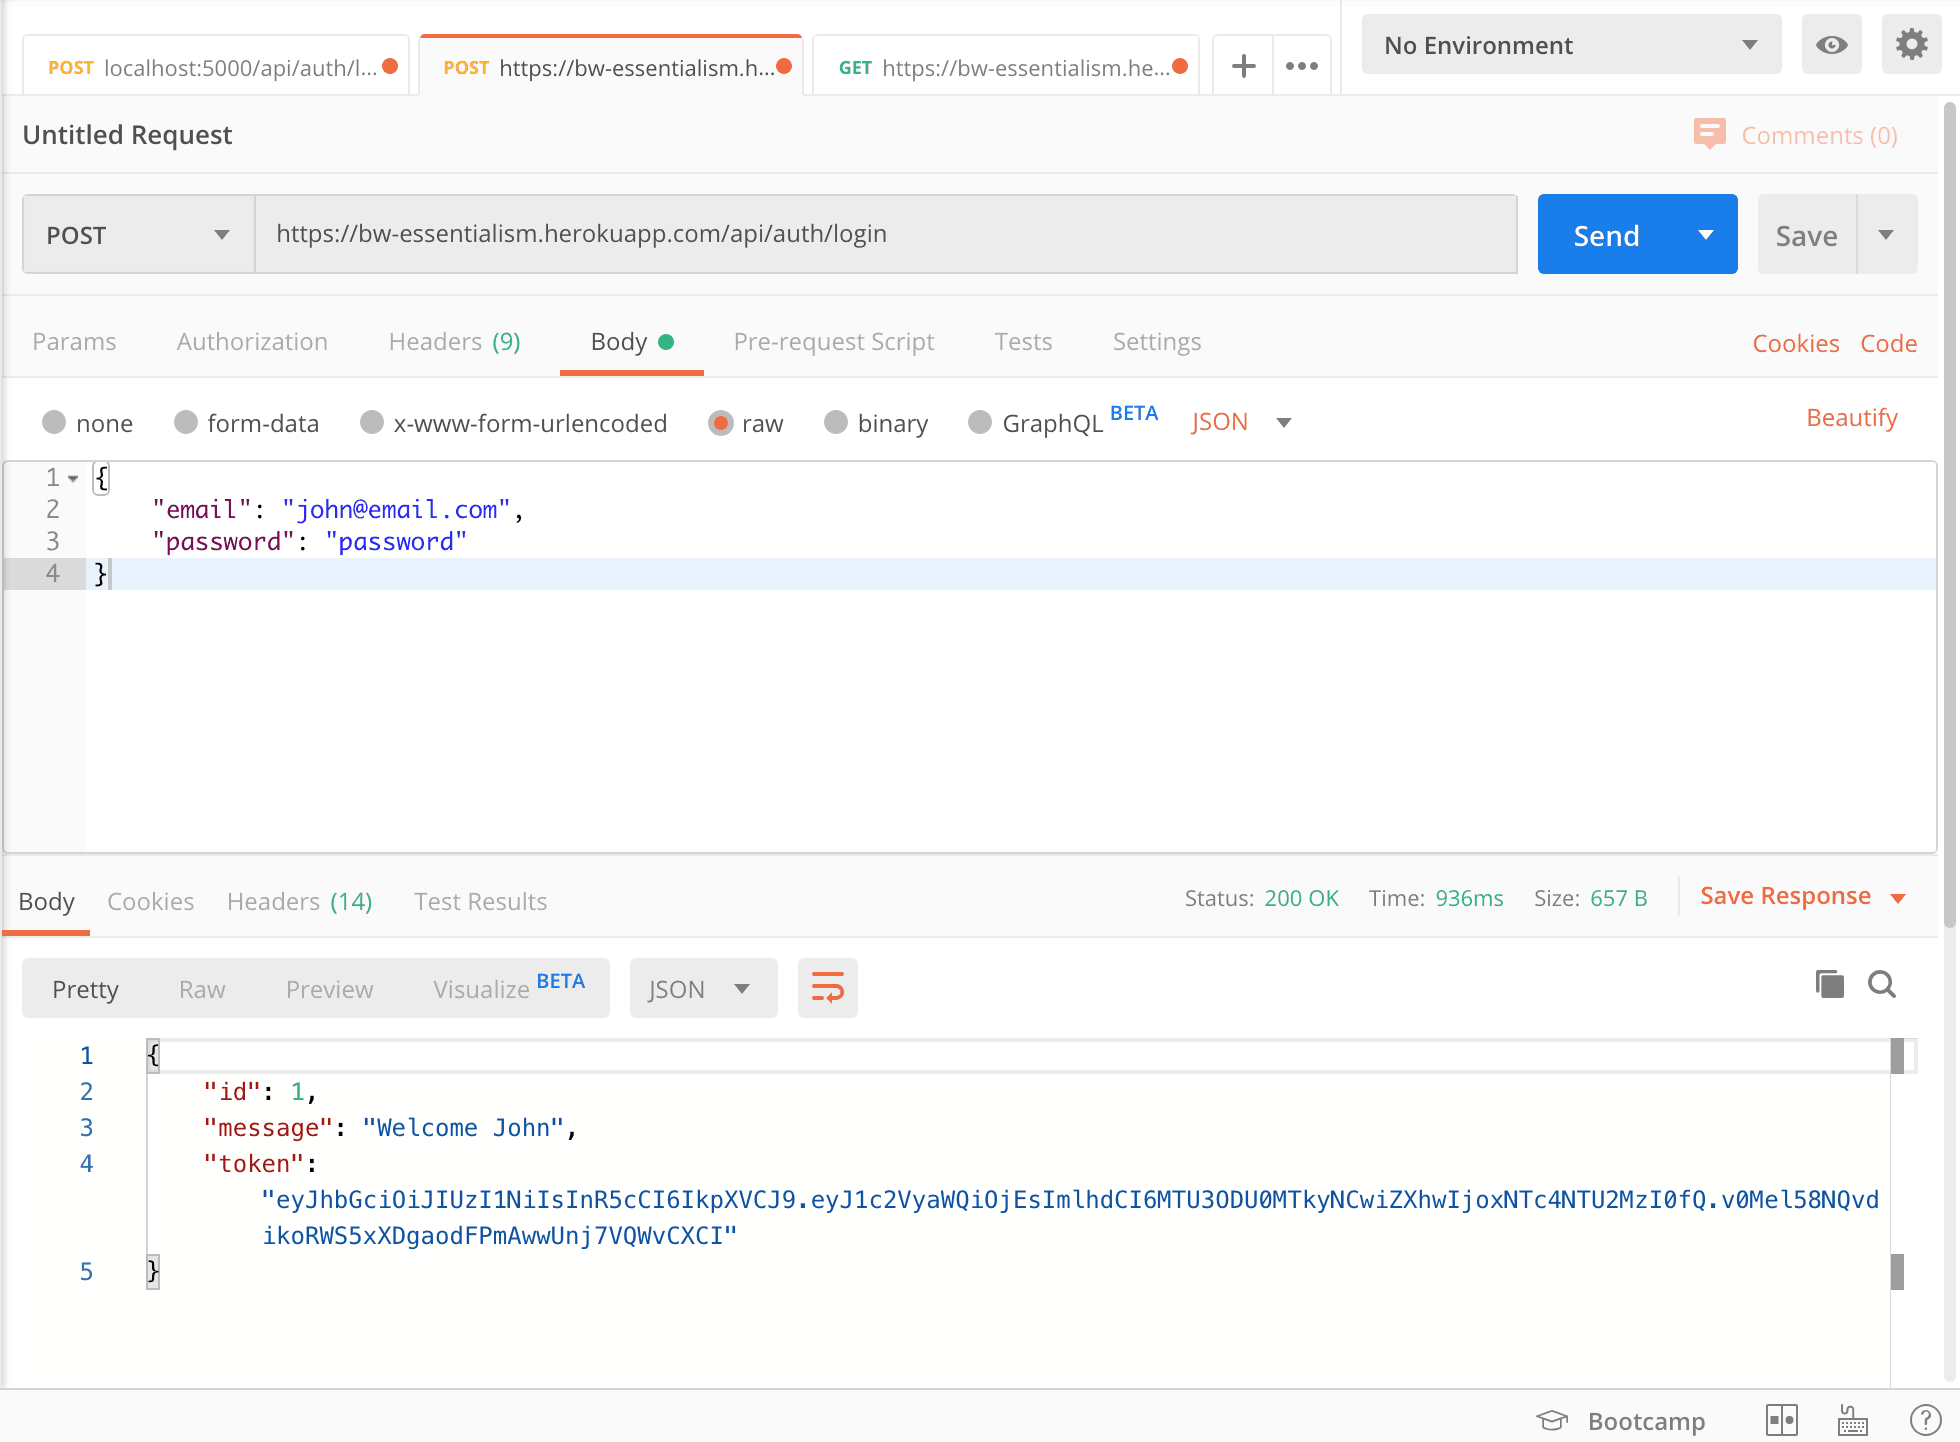 POST localhost:5000/api/auth/l...
POST https://bw-essentialism.h...
GET https://bw-essentialism.he...
No Environment
Untitled Request
Comments (0)
POST
https://bw-essentialism.herokuapp.com/api/auth/login
Send
Save
Params Authorization Headers (9) Body Pre-request Script Tests Settings Cookies Code
none form-data x-www-form-urlencoded raw binary GraphQL BETA JSON Beautify
1 {
2 "email": "john@email.com",
3 "password": "password"
4 }
Body Cookies Headers (14) Test Results Status: 200 OK Time: 936ms Size: 657 B Save Response
Pretty Raw Preview Visualize BETA JSON
1 {
2 "id": 1,
3 "message": "Welcome John",
4 "token":
"eyJhbGciOiJIUzI1NiIsInR5cCI6IkpXVCJ9.eyJ1c2VyaWQiOjEsImlhdCI6MTU3ODU0MTkyNCwiZXhwIjoxNTc4NTU2MzI0fQ.v0Mel58NQvd
ikoRWS5xXDgaodFPmAwwUnj7VQWvCXCI"
5 }
Bootcamp